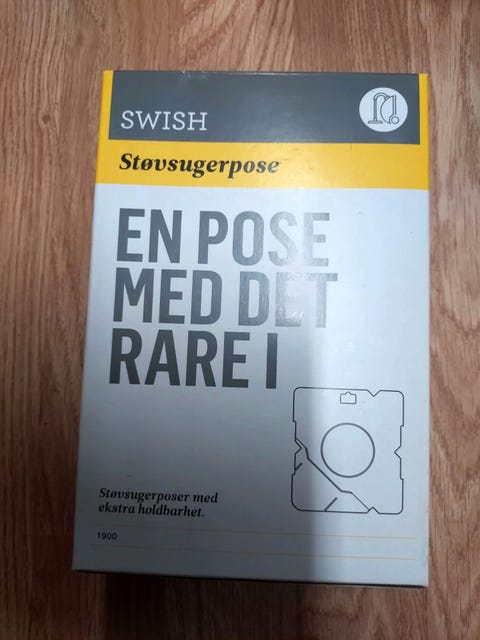 SWISH
Støvsugerpose
EN POSE
MED DET
RARE I
Støvsugerposer med
ekstra holdbarhet.
1900